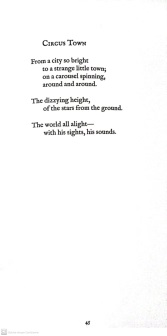 CIRCUS TOWN
From a city so bright
to a strange little town;
on a carousel spinning,
around and around.
The dizzying height,
of the stars from the ground.
The world all alight—
with his sights, his sounds.
45